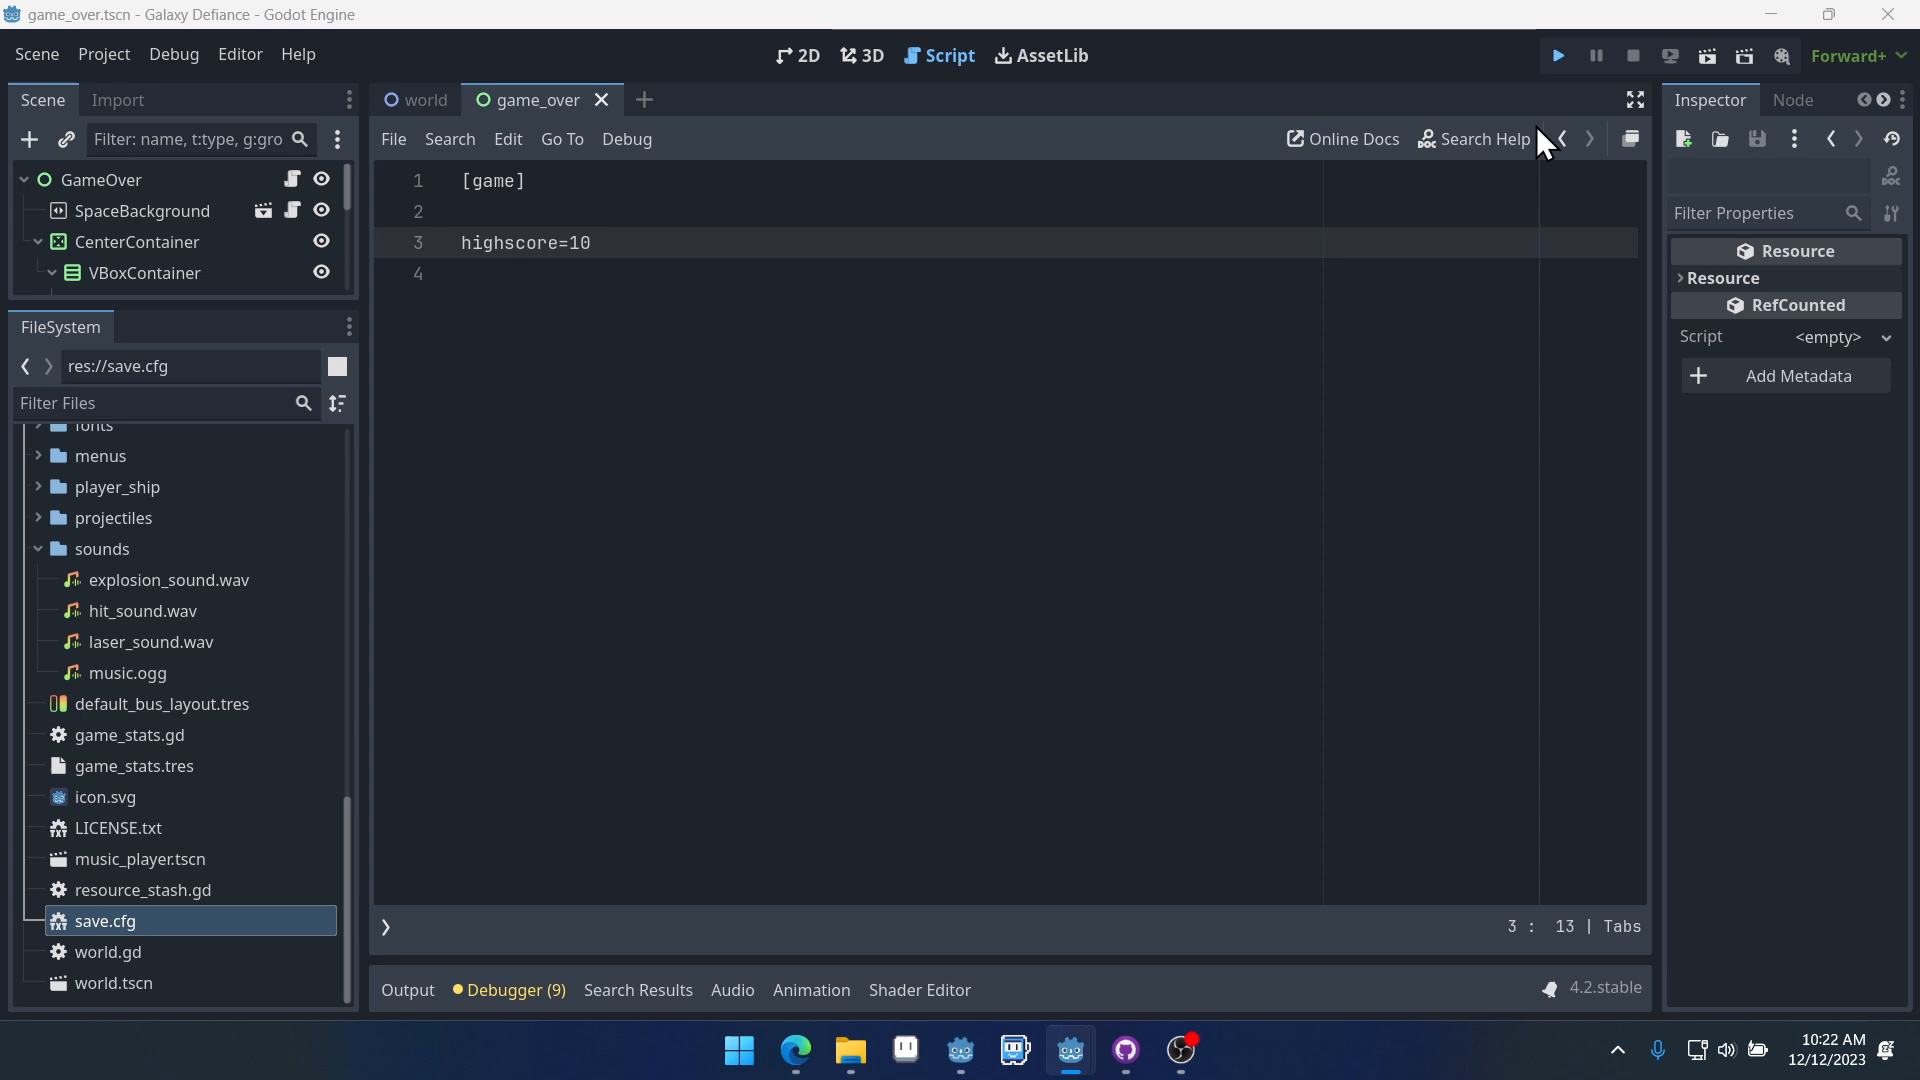 game_over.tscn - Galaxy Defiance - Godot Engine
Scene Project Debug Editor Help
2D 3D Script AssetLib
Forward+
Scene Import
world game_over
Inspector Node
Filter: name, t:type, g:gro
File Search Edit Go To Debug
Online Docs Search Help
GameOver
SpaceBackground
CenterContainer
VBoxContainer
1 [game]
2
3 highscore=10
4
Filter Properties
Resource
Resource
RefCounted
Script <empty>
Add Metadata
FileSystem
res://save.cfg
Filter Files
fonts
menus
player_ship
projectiles
sounds
explosion_sound.wav
hit_sound.wav
laser_sound.wav
music.ogg
default_bus_layout.tres
game_stats.gd
game_stats.tres
icon.svg
LICENSE.txt
music_player.tscn
resource_stash.gd
save.cfg
world.gd
world.tscn
3 : 13 | Tabs
Output Debugger (9) Search Results Audio Animation Shader Editor
4.2.stable
10:22 AM
12/12/2023